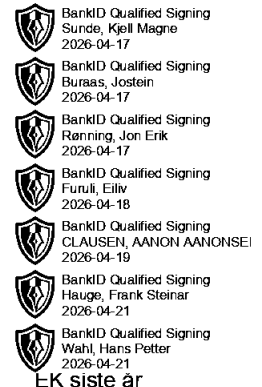 BankID Qualified Signing
Sunde, Kjell Magne
2026-04-17
BankID Qualified Signing
Buraas, Jostein
2026-04-17
BankID Qualified Signing
Rønning, Jon Erik
2026-04-17
BankID Qualified Signing
Furuli, Eiliv
2026-04-18
BankID Qualified Signing
CLAUSEN, AANON AANONSEI
2026-04-19
BankID Qualified Signing
Hauge, Frank Steinar
2026-04-21
BankID Qualified Signing
Wahl, Hans Petter
2026-04-21
EK siste år